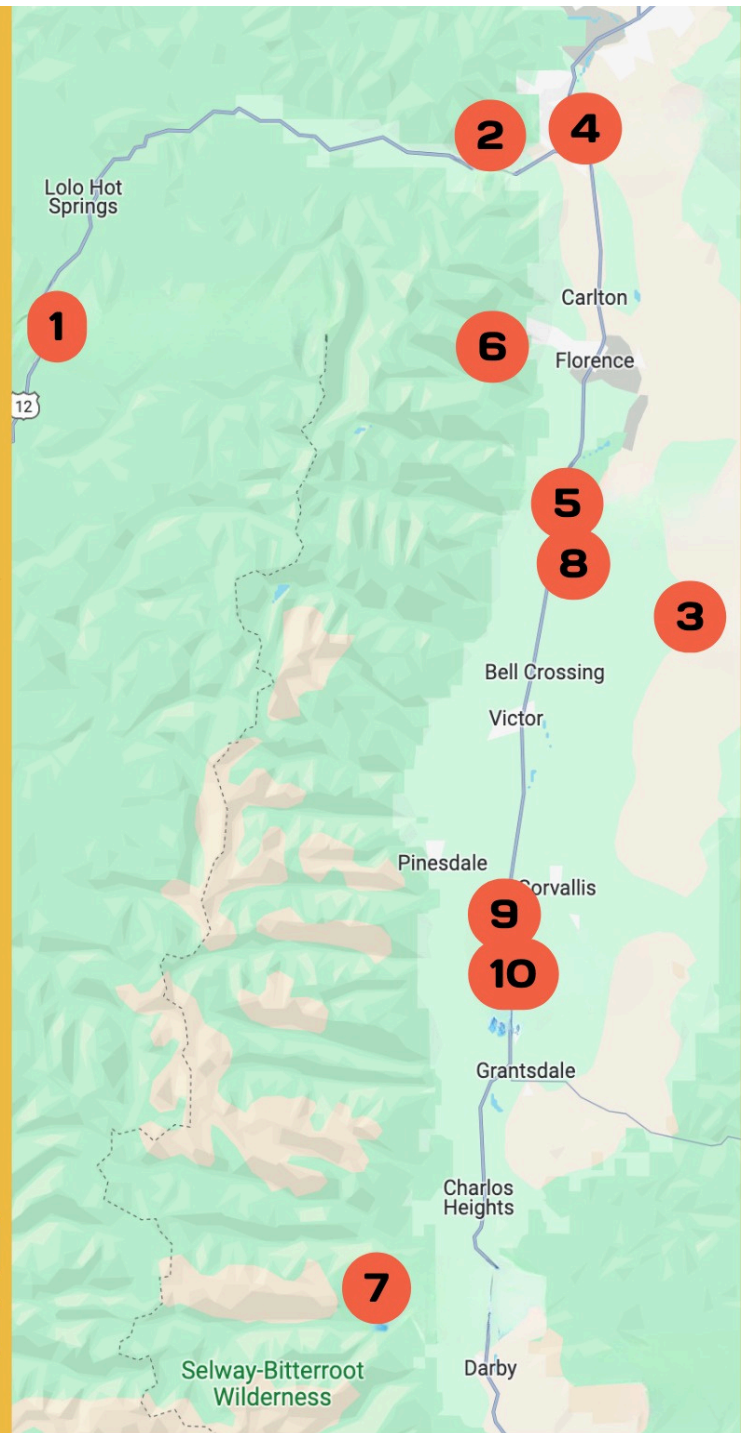 2
4
Lolo Hot
Springs
Carlton
1
6
Florence
12
5
8
3
Bell Crossing
Victor
Pinesdale
orvallis
9
10
Grantsdale
Charlos
Heights
7
Selway-Bitterroot
Wilderness
Darby